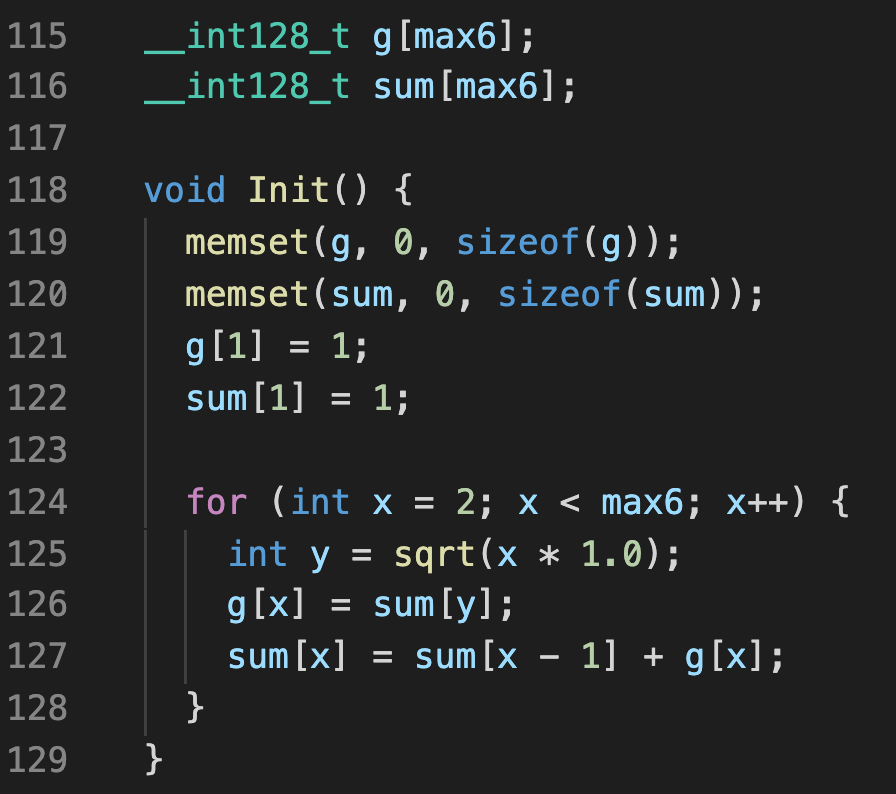 115 __int128_t g[max6];
116 __int128_t sum[max6];
117
118 void Init() {
119 memset(g, 0, sizeof(g));
120 memset(sum, 0, sizeof(sum));
121 g[1] = 1;
122 sum[1] = 1;
123
124 for (int x = 2; x < max6; x++) {
125 int y = sqrt(x * 1.0);
126 g[x] = sum[y];
127 sum[x] = sum[x - 1] + g[x];
128 }
129 }